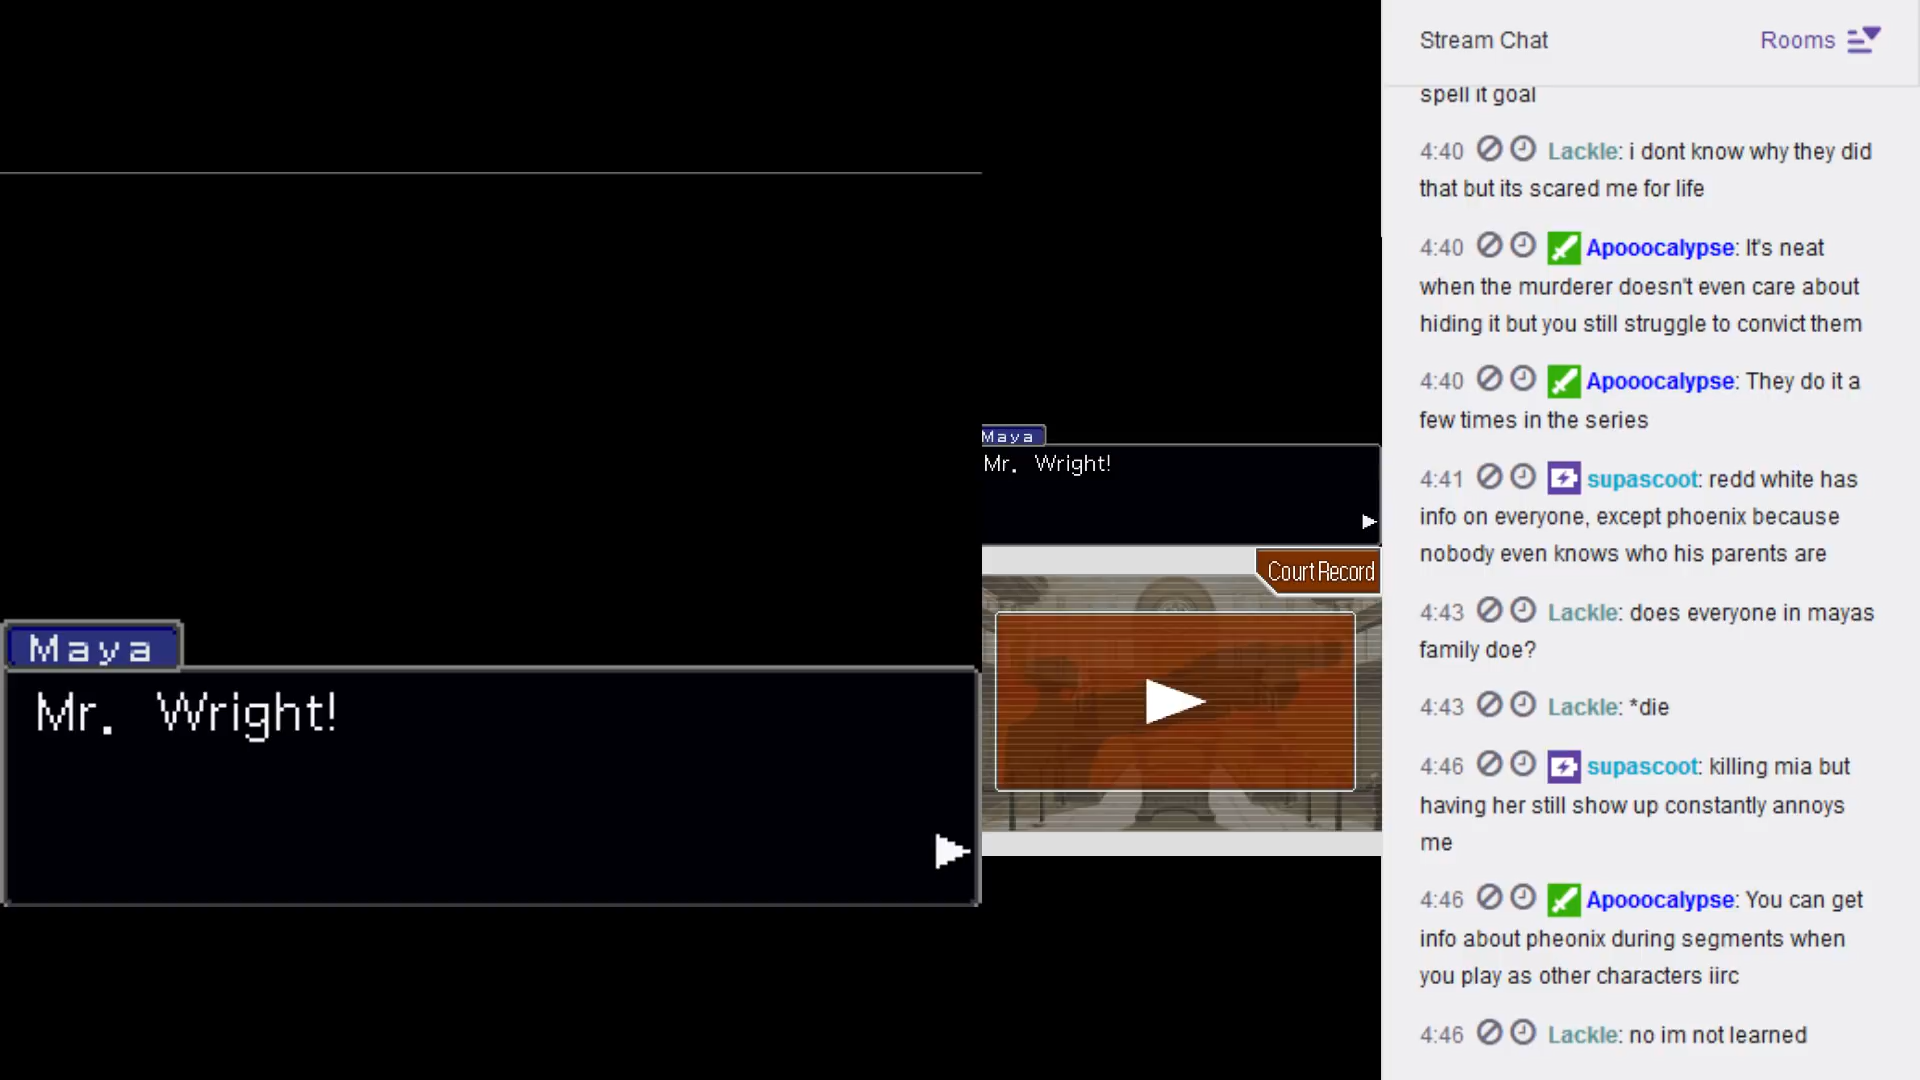 Maya
Mr. Wright!
Maya
Mr. Wright!
Court Record
Stream Chat
Rooms
spell it goal
4:40 Lackle: i dont know why they did
that but its scared me for life
4:40 Apooocalypse: It's neat
when the murderer doesn't even care about
hiding it but you still struggle to convict them
4:40 Apooocalypse: They do it a
few times in the series
4:41 supascoot: redd white has
info on everyone, except phoenix because
nobody even knows who his parents are
4:43 Lackle: does everyone in mayas
family doe?
4:43 Lackle: *die
4:46 supascoot: killing mia but
having her still show up constantly annoys
me
4:46 Apooocalypse: You can get
info about pheonix during segments when
you play as other characters iirc
4:46 Lackle: no im not learned